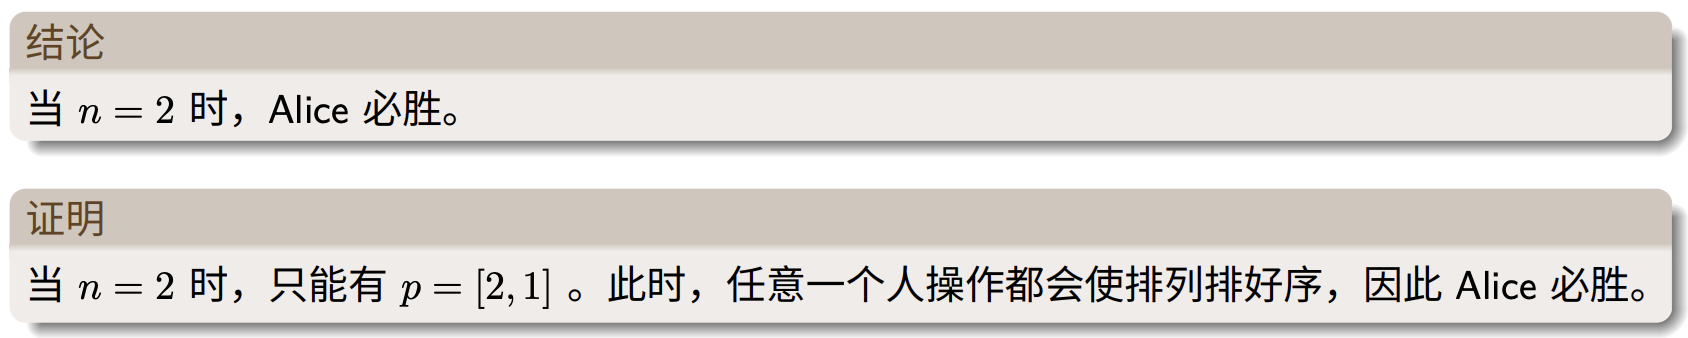 结论
当 n = 2 时，Alice 必胜。
证明
当 n = 2 时，只能有 p = [2, 1] 。此时，任意一个人操作都会使排列排好序，因此 Alice 必胜。